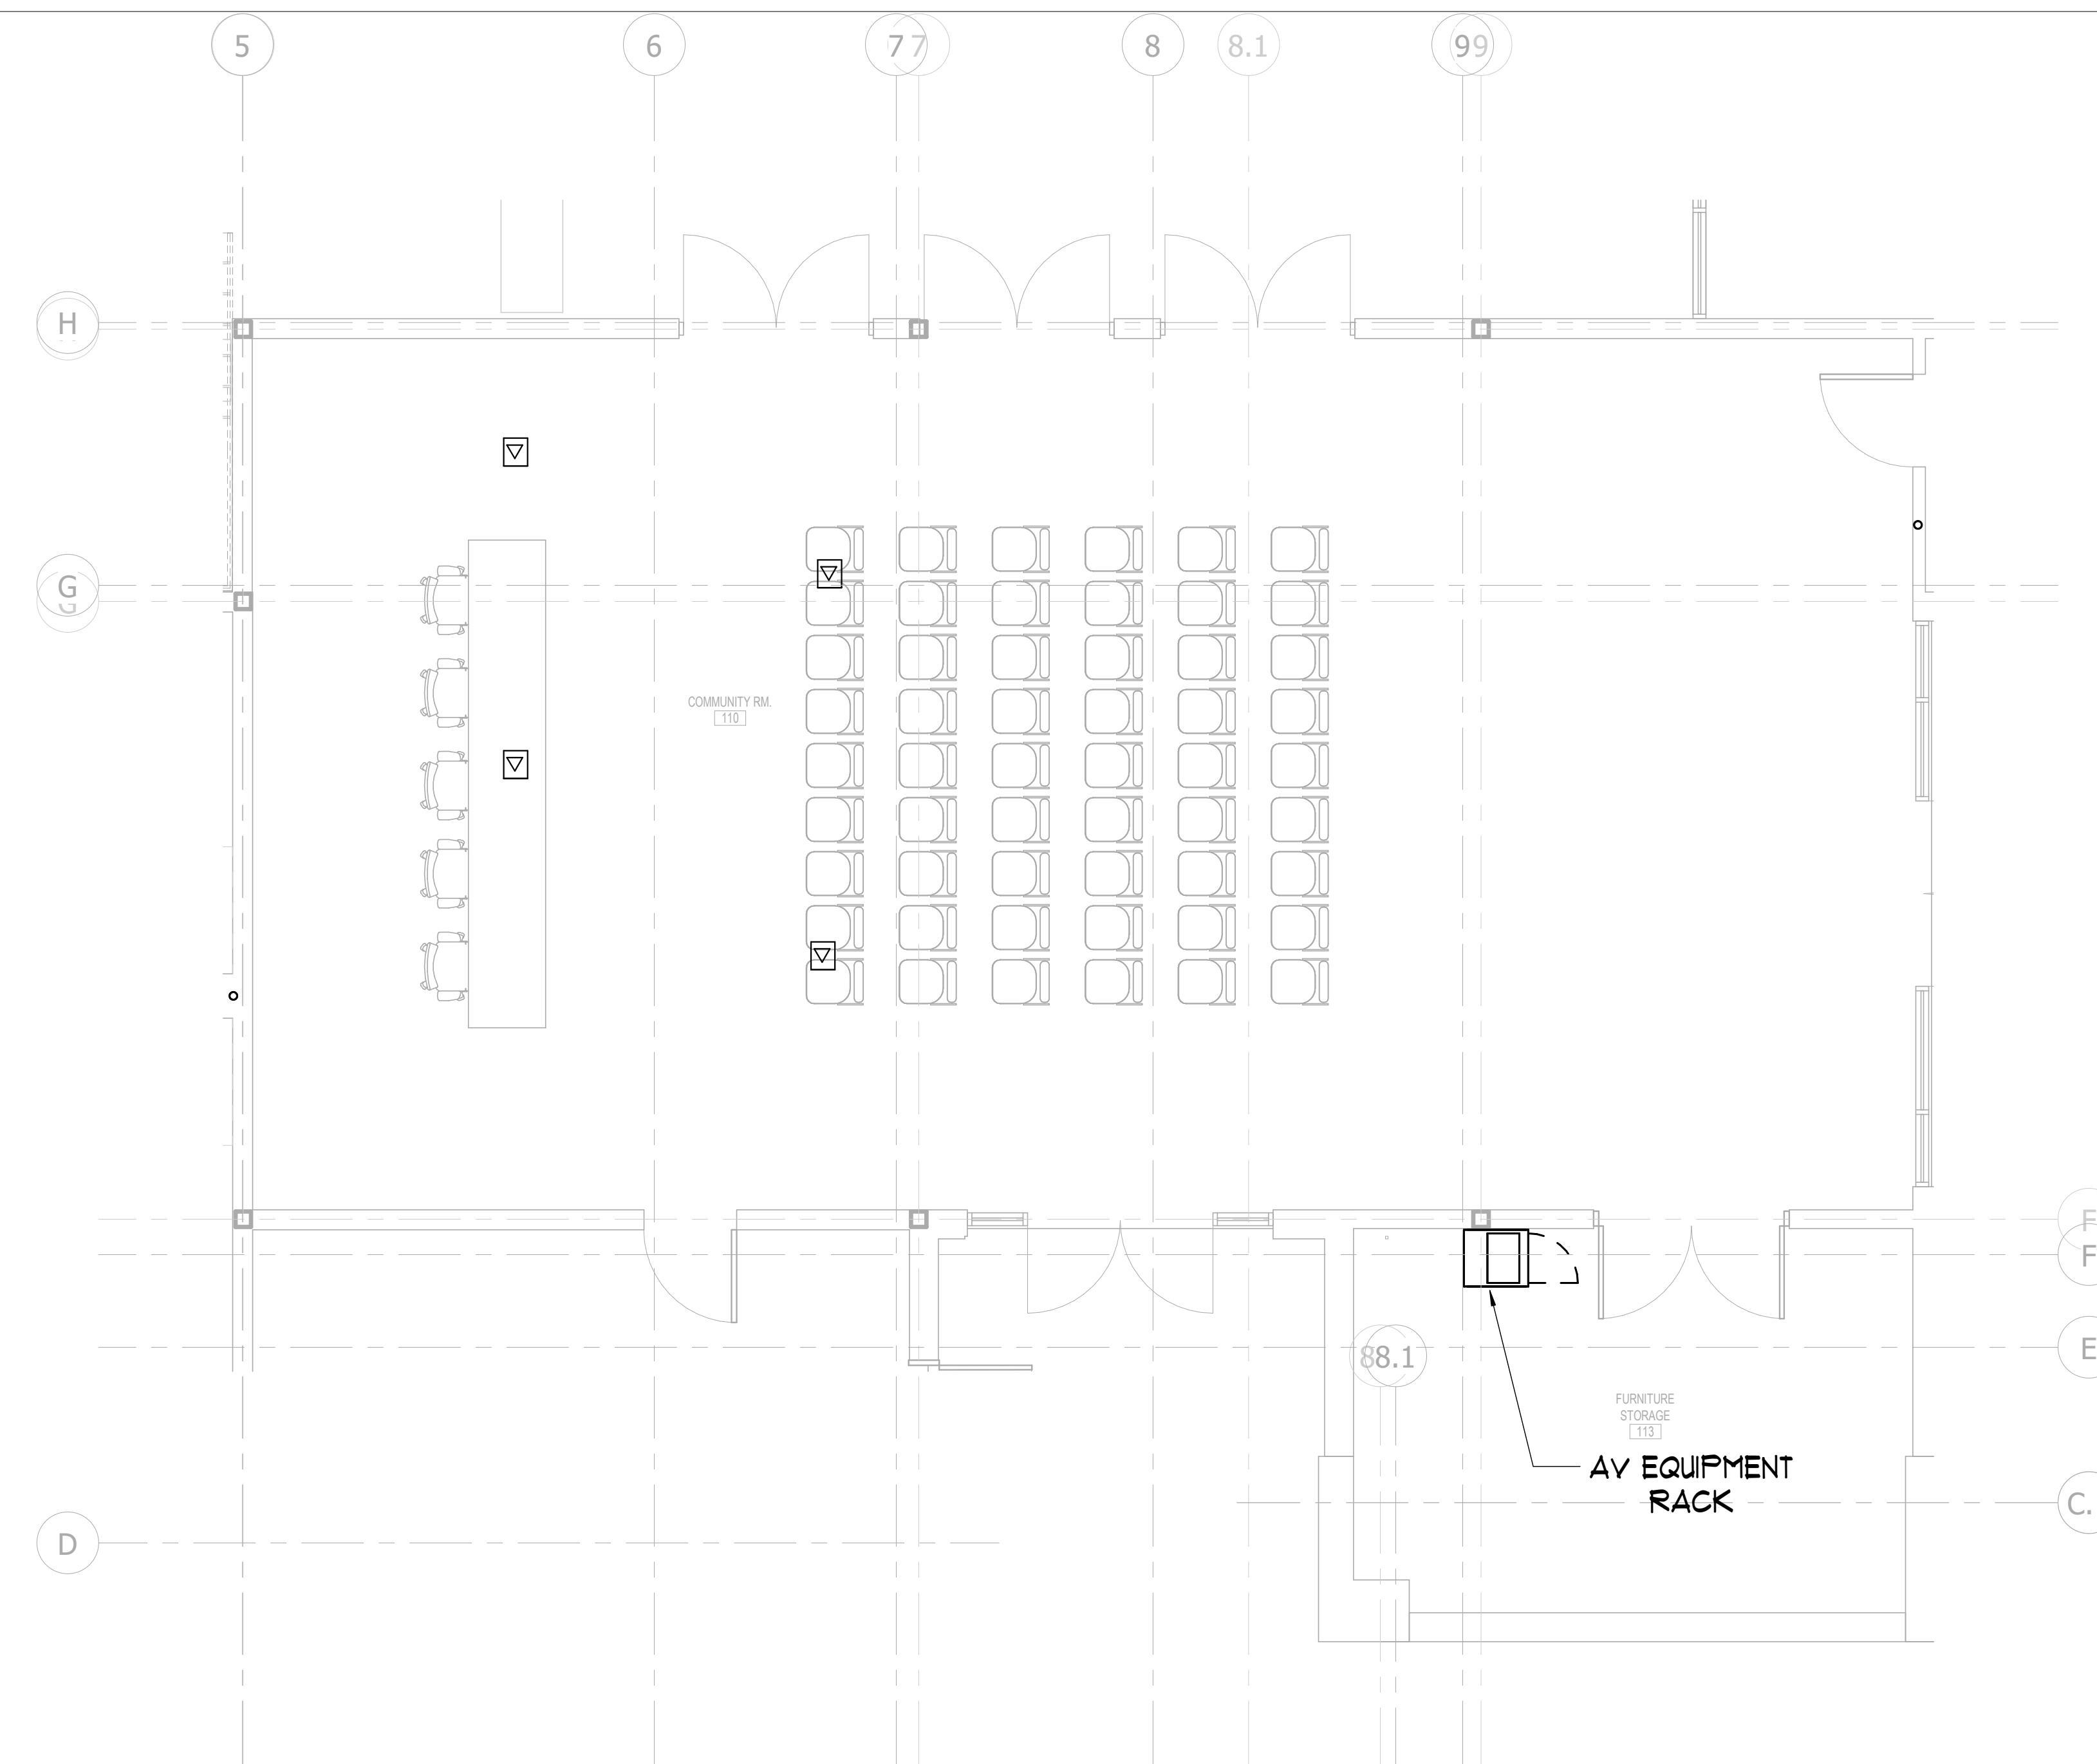 5
6
7
7
8
8.1
9
9
H
G
G
COMMUNITY RM.
110
F
F
8
8.1
E
FURNITURE
STORAGE
113
AV EQUIPMENT
RACK
C.
D